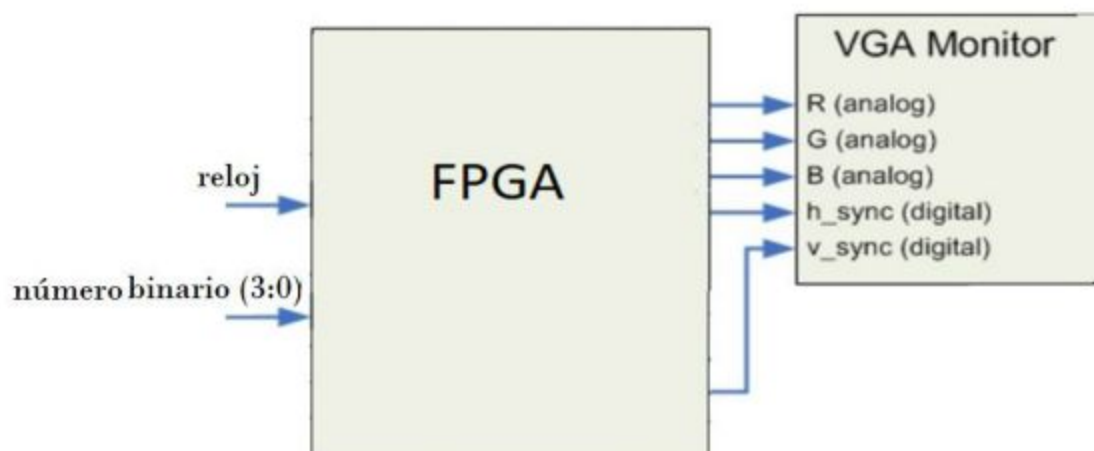 reloj
número binario (3:0)
FPGA
VGA Monitor
R (analog)
G (analog)
B (analog)
h_sync (digital)
v_sync (digital)